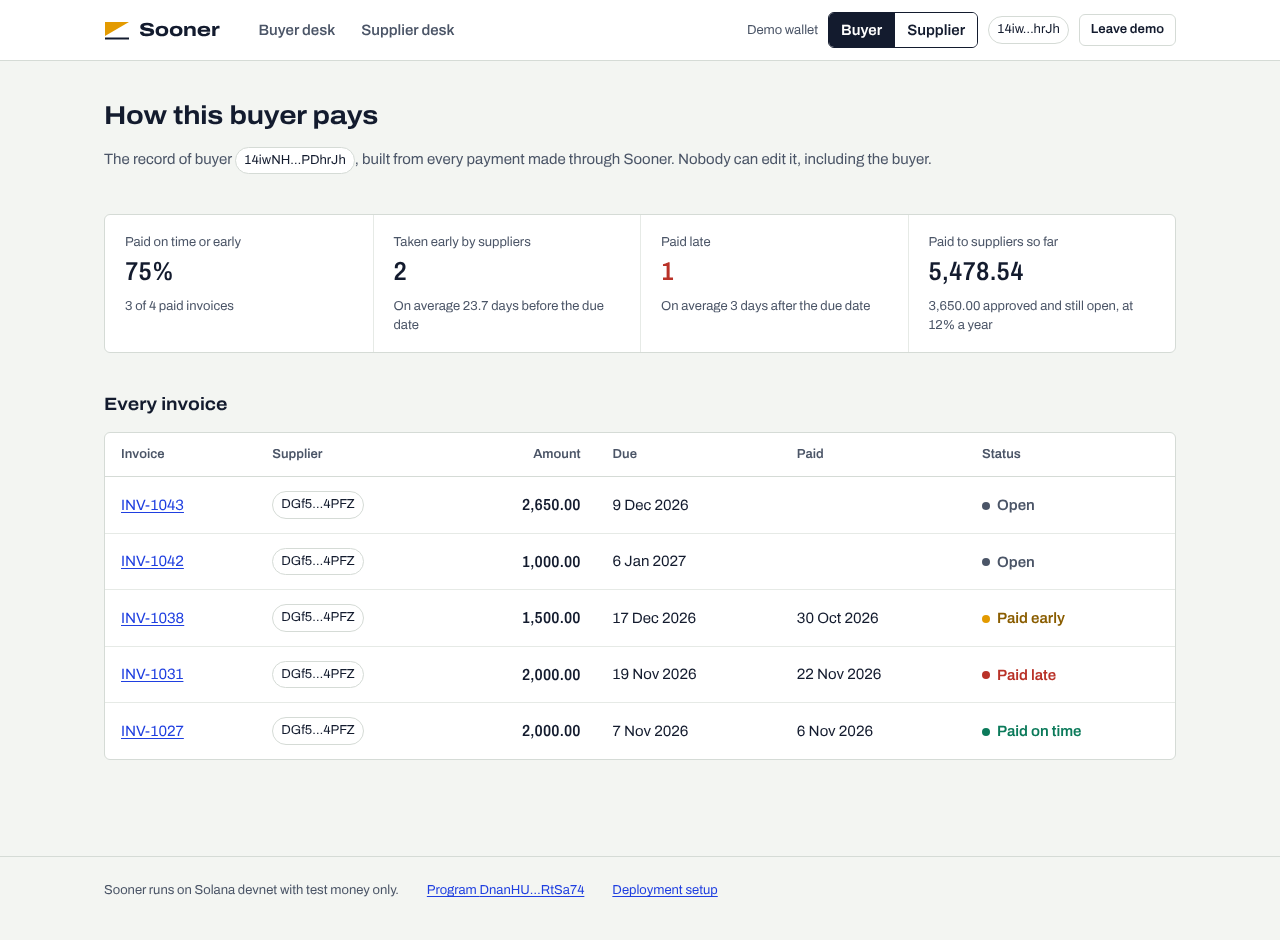 Sooner
Buyer desk
Supplier desk
Demo wallet
Buyer
Supplier
14iw...hrJh
Leave demo
How this buyer pays
The record of buyer 14iwNH...PDhrJh, built from every payment made through Sooner. Nobody can edit it, including the buyer.
Paid on time or early
75%
3 of 4 paid invoices
Taken early by suppliers
2
On average 23.7 days before the due
date
Paid late
1
On average 3 days after the due date
Paid to suppliers so far
5,478.54
3,650.00 approved and still open, at
12% a year
Every invoice
Invoice Supplier Amount Due Paid Status
INV-1043 DGf5...4PFZ 2,650.00 9 Dec 2026 Open
INV-1042 DGf5...4PFZ 1,000.00 6 Jan 2027 Open
INV-1038 DGf5...4PFZ 1,500.00 17 Dec 2026 30 Oct 2026 Paid early
INV-1031 DGf5...4PFZ 2,000.00 19 Nov 2026 22 Nov 2026 Paid late
INV-1027 DGf5...4PFZ 2,000.00 7 Nov 2026 6 Nov 2026 Paid on time
Sooner runs on Solana devnet with test money only. Program DnanHU...RtSa74 Deployment setup